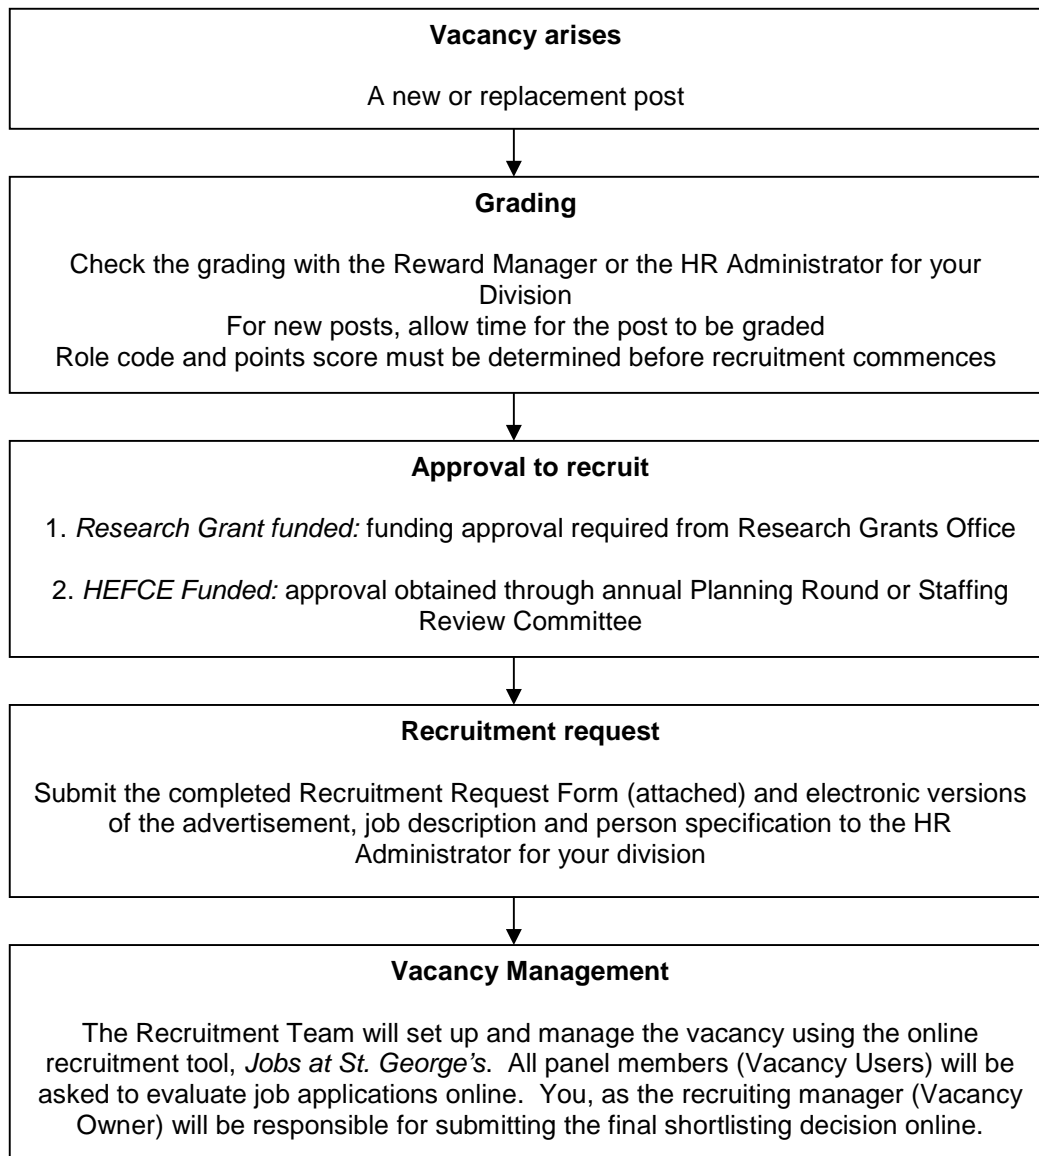 Vacancy arises
A new or replacement post
Grading
Check the grading with the Reward Manager or the HR Administrator for your
Division
For new posts, allow time for the post to be graded
Role code and points score must be determined before recruitment commences
Approval to recruit
1. Research Grant funded: funding approval required from Research Grants Office
2. HEFCE Funded: approval obtained through annual Planning Round or Staffing
Review Committee
Recruitment request
Submit the completed Recruitment Request Form (attached) and electronic versions
of the advertisement, job description and person specification to the HR
Administrator for your division
Vacancy Management
The Recruitment Team will set up and manage the vacancy using the online
recruitment tool, Jobs at St. George's.  All panel members (Vacancy Users) will be
asked to evaluate job applications online.  You, as the recruiting manager (Vacancy
Owner) will be responsible for submitting the final shortlisting decision online.